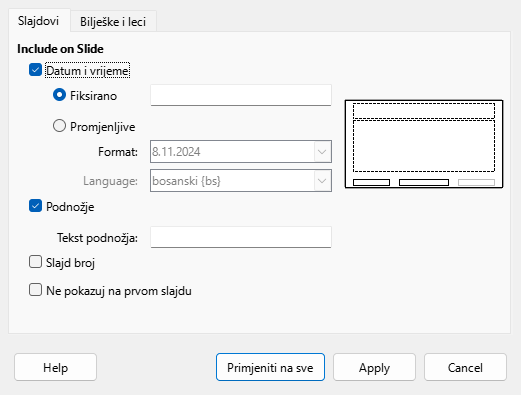 Slajdovi
Bilješke i leci
Include on Slide
Datum i vrijeme
Fiksirano
Promjenljive
Format:
8.11.2024
Language:
bosanski {bs}
Podnožje
Tekst podnožja:
Slajd broj
Ne pokazuj na prvom slajdu
Help
Primjeniti na sve
Apply
Cancel